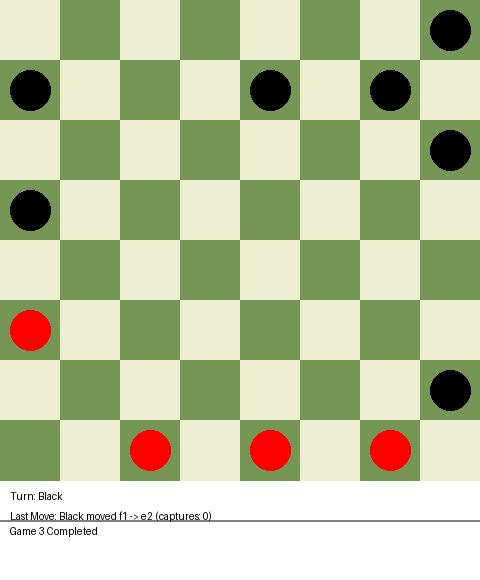 Turn: Black
Last Move: Black moved f1 -> e2 (captures: 0)
Game 3 Completed